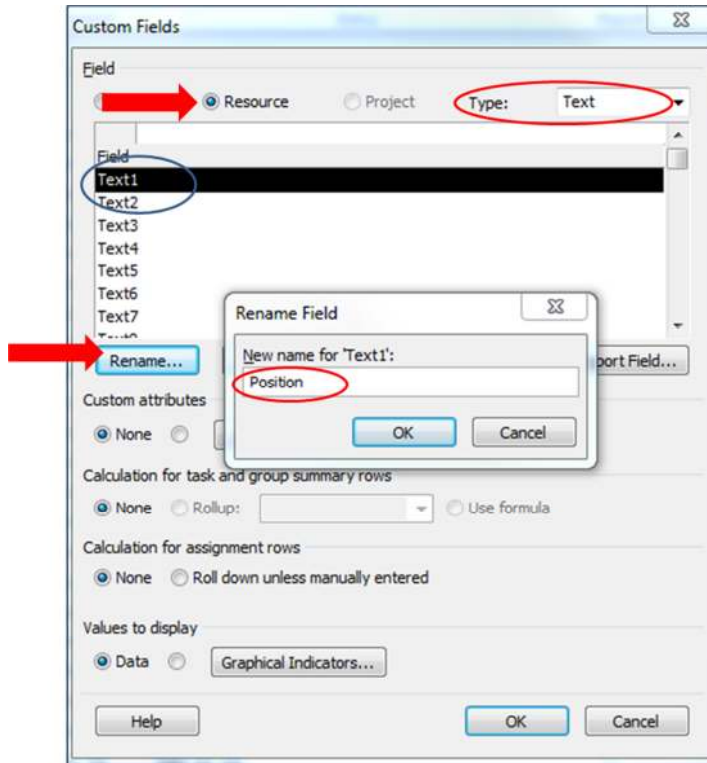 Custom Fields
Field
Resource Project Type: Text
Field
Text1
Text2
Text3
Text4
Text5
Text6
Text7
Rename Field
New name for 'Text1':
Position
OK Cancel
Rename... Field...
Custom attributes
None
Calculation for task and group summary rows
None Rollup: Use formula
Calculation for assignment rows
None Roll down unless manually entered
Values to display
Data Graphical Indicators...
Help OK Cancel